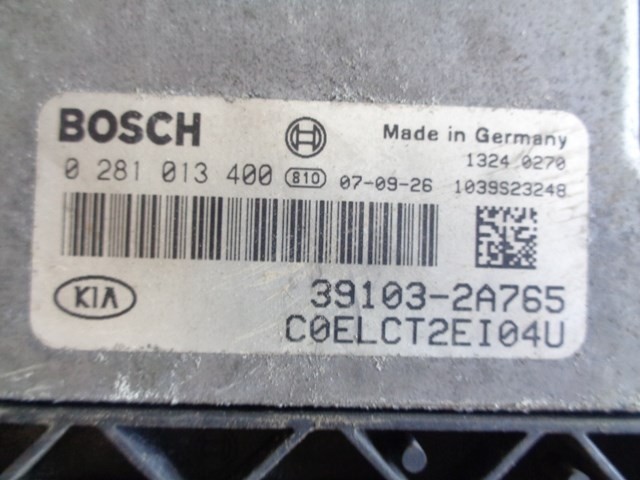 BOSCH
Made in Germany
1324 0270
0 281 013 400 810 07-09-26 1039S23248
KIA
39103-2A765
C0ELCT2EI04U